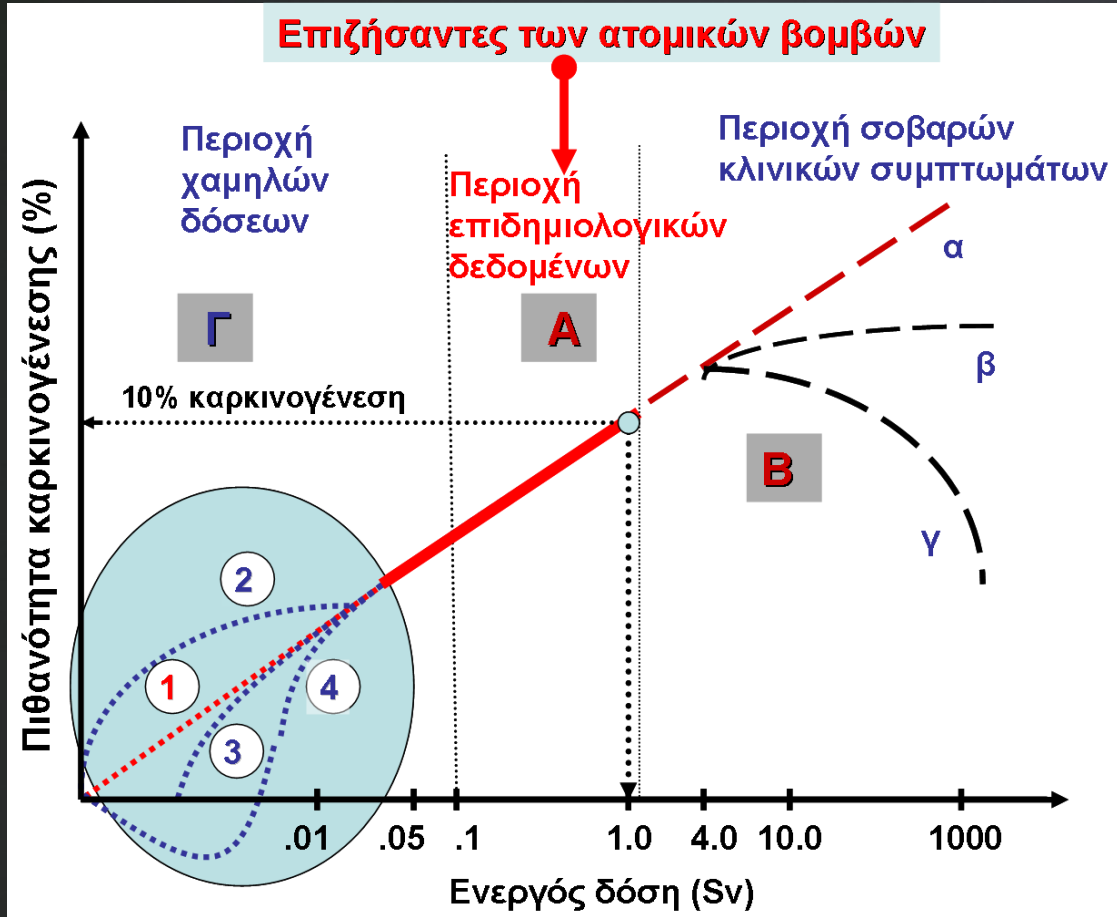 Επιζήσαντες των ατομικών βομβών
Περιοχή
χαμηλών
δόσεων
Περιοχή
επιδημιολογικών
δεδομένων
Περιοχή σοβαρών
κλινικών συμπτωμάτων
α
β
γ
Γ
Α
Β
10% καρκινογένεση
2
1
4
3
.01
.05
.1
1.0
4.0
10.0
1000
Ενεργός δόση (Sv)
Πιθανότητα καρκινογένεσης (%)